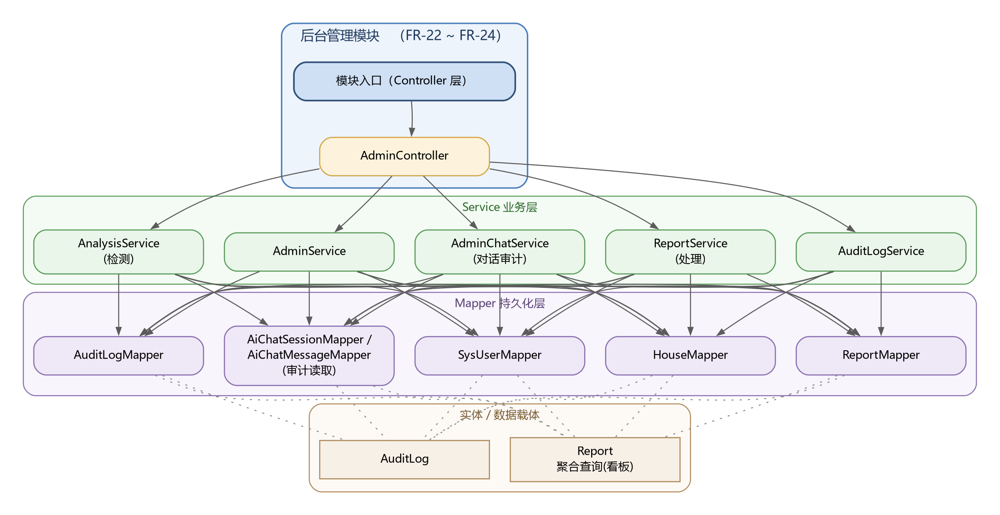 后台管理模块 （FR-22 ~ FR-24）
模块入口（Controller 层）
AdminController
Service 业务层
AnalysisService
(检测)
AdminService
AdminChatService
(对话审计)
ReportService
(处理)
AuditLogService
Mapper 持久化层
AuditLogMapper
AiChatSessionMapper /
AiChatMessageMapper
(审计读取)
SysUserMapper
HouseMapper
ReportMapper
实体 / 数据载体
AuditLog
Report
聚合查询(看板)